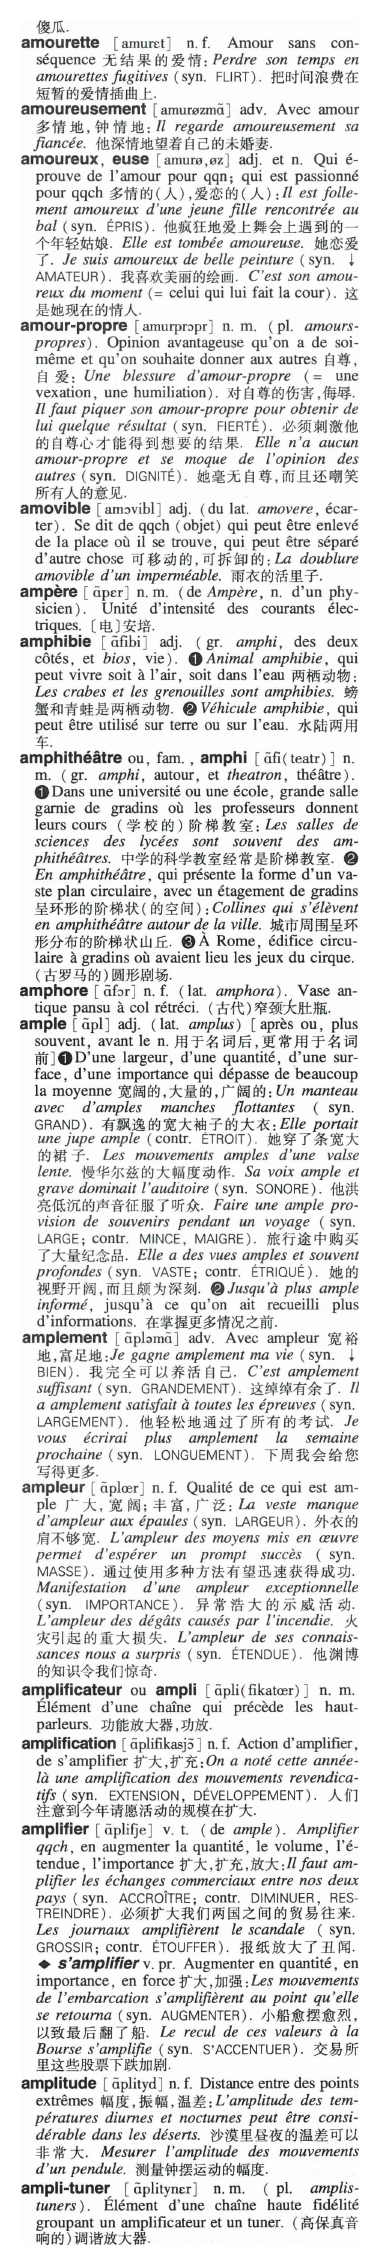 傻瓜.
amourette [amurɛt] n. f. Amour sans con-
séquence 无结果的爱情: Perdre son temps en
amourettes fugitives (syn. FLIRT). 把时间浪费在
短暂的爱情插曲上.
amoureusement [amurøzmɑ̃] adv. Avec amour
多情地,钟情地: Il regarde amoureusement sa
fiancée. 他深情地望着自己的未婚妻.
amoureux, euse [amurø,øz] adj. et n. Qui é-
prouve de l'amour pour qqn; qui est passionné
pour qqch 多情的(人),爱恋的(人): Il est folle-
ment amoureux d'une jeune fille rencontrée au
bal (syn. ÉPRIS). 他疯狂地爱上舞会上遇到的一
个年轻姑娘. Elle est tombée amoureuse. 她恋爱
了. Je suis amoureux de belle peinture (syn. ↓
AMATEUR). 我喜欢美丽的绘画. C'est son amou-
reux du moment (= celui qui lui fait la cour). 这
是她现在的情人.
amour-propre [amurprɔpr] n. m. (pl. amours-
propres). Opinion avantageuse qu'on a de soi-
même et qu'on souhaite donner aux autres 自尊,
自爱: Une blessure d'amour-propre (= une
vexation, une humiliation). 对自尊的伤害,侮辱.
Il faut piquer son amour-propre pour obtenir de
lui quelque résultat (syn. FIERTÉ). 必须刺激他
的自尊心才能得到想要的结果. Elle n'a aucun
amour-propre et se moque de l'opinion des
autres (syn. DIGNITÉ). 她毫无自尊,而且还嘲笑
所有人的意见.
amovible [amɔvibl] adj. (du lat. amovere, écar-
ter). Se dit de qqch (objet) qui peut être enlevé
de la place où il se trouve, qui peut être séparé
d'autre chose 可移动的,可拆卸的: La doublure
amovible d'un imperméable. 雨衣的活里子.
ampère [ɑ̃pɛr] n. m. (de Ampère, n. d'un phy-
sicien). Unité d'intensité des courants élec-
triques. 〔电〕安培.
amphibie [ɑ̃fibi] adj. (gr. amphi, des deux
côtés, et bios, vie). ❶ Animal amphibie, qui
peut vivre soit à l'air, soit dans l'eau 两栖动物:
Les crabes et les grenouilles sont amphibies. 螃
蟹和青蛙是两栖动物. ❷ Véhicule amphibie, qui
peut être utilisé sur terre ou sur l'eau. 水陆两用
车.
amphithéâtre ou, fam., amphi [ɑ̃fi(teatr)] n.
m. (gr. amphi, autour, et theatron, théâtre).
❶ Dans une université ou une école, grande salle
garnie de gradins où les professeurs donnent
leurs cours (学校的)阶梯教室: Les salles de
sciences des lycées sont souvent des am-
phithéâtres. 中学的科学教室经常是阶梯教室. ❷
En amphithéâtre, qui présente la forme d'un va-
ste plan circulaire, avec un étagement de gradins
呈环形的阶梯状(的空间): Collines qui s'élèvent
en amphithéâtre autour de la ville. 城市周围呈环
形分布的阶梯状山丘. ❸ À Rome, édifice circu-
laire à gradins où avaient lieu les jeux du cirque.
(古罗马的)圆形剧场.
amphore [ɑ̃fɔr] n. f. (lat. amphora). Vase an-
tique pansu à col rétréci. (古代)窄颈大肚瓶.
ample [ɑ̃pl] adj. (lat. amplus) [après ou, plus
souvent, avant le n. 用于名词后,更常用于名词
前] ❶ D'une largeur, d'une quantité, d'une sur-
face, d'une importance qui dépasse de beaucoup
la moyenne 宽阔的,大量的,广阔的: Un manteau
avec d'amples manches flottantes (syn.
GRAND). 有飘逸的宽大袖子的大衣: Elle portait
une jupe ample (contr. ÉTROIT). 她穿了条宽大
的裙子. Les mouvements amples d'une valse
lente. 慢华尔兹的大幅度动作. Sa voix ample et
grave dominait l'auditoire (syn. SONORE). 他洪
亮低沉的声音征服了听众. Faire une ample pro-
vision de souvenirs pendant un voyage (syn.
LARGE; contr. MINCE, MAIGRE). 旅行途中购买
了大量纪念品. Elle a des vues amples et souvent
profondes (syn. VASTE; contr. ÉTRIQUÉ). 她的
视野开阔,而且颇为深刻. ❷ Jusqu'à plus ample
informé, jusqu'à ce qu'on ait recueilli plus
d'informations. 在掌握更多情况之前.
amplement [ɑ̃pləmɑ̃] adv. Avec ampleur 宽裕
地,富足地: Je gagne amplement ma vie (syn. ↓
BIEN). 我完全可以养活自己. C'est amplement
suffisant (syn. GRANDEMENT). 这绰绰有余了. Il
a amplement satisfait à toutes les épreuves (syn.
LARGEMENT). 他轻松地通过了所有的考试. Je
vous écrirai plus amplement la semaine
prochaine (syn. LONGUEMENT). 下周我会给您
写得更多.
ampleur [ɑ̃plœr] n. f. Qualité de ce qui est am-
ple 广大,宽阔;丰富,广泛: La veste manque
d'ampleur aux épaules (syn. LARGEUR). 外衣的
肩不够宽. L'ampleur des moyens mis en œuvre
permet d'espérer un prompt succès (syn.
MASSE). 通过使用多种方法有望迅速获得成功.
Manifestation d'une ampleur exceptionnelle
(syn. IMPORTANCE). 异常浩大的示威活动.
L'ampleur des dégâts causés par l'incendie. 火
灾引起的重大损失. L'ampleur de ses connais-
sances nous a surpris (syn. ÉTENDUE). 他渊博
的知识令我们惊奇.
amplificateur ou ampli [ɑ̃pli(fikatœr)] n. m.
Élément d'une chaîne qui précède les haut-
parleurs. 功能放大器,功放.
amplification [ɑ̃plifikasjɔ̃] n. f. Action d'amplifier,
de s'amplifier 扩大,扩充: On a noté cette année-
là une amplification des mouvements revendica-
tifs (syn. EXTENSION, DÉVELOPPEMENT). 人们
注意到今年请愿活动的规模在扩大.
amplifier [ɑ̃plifje] v. t. (de ample). Amplifier
qqch, en augmenter la quantité, le volume, l'é-
tendue, l'importance 扩大,扩充,放大: Il faut am-
plifier les échanges commerciaux entre nos deux
pays (syn. ACCROÎTRE; contr. DIMINUER, RES-
TREINDRE). 必须扩大我们两国之间的贸易往来.
Les journaux amplifièrent le scandale (syn.
GROSSIR; contr. ÉTOUFFER). 报纸放大了丑闻.
◆ s'amplifier v. pr. Augmenter en quantité, en
importance, en force 扩大,加强: Les mouvements
de l'embarcation s'amplifièrent au point qu'elle
se retourna (syn. AUGMENTER). 小船愈摆愈烈,
以致最后翻了船. Le recul de ces valeurs à la
Bourse s'amplifie (syn. S'ACCENTUER). 交易所
里这些股票下跌加剧.
amplitude [ɑ̃plityd] n. f. Distance entre des points
extrêmes 幅度,振幅,温差: L'amplitude des tem-
pératures diurnes et nocturnes peut être consi-
dérable dans les déserts. 沙漠里昼夜的温差可以
非常大. Mesurer l'amplitude des mouvements
d'un pendule. 测量钟摆运动的幅度.
ampli-tuner [ɑ̃plitynɛr] n. m. (pl. amplis-
tuners). Élément d'une chaîne haute fidélité
groupant un amplificateur et un tuner. (高保真音
响的)调谐放大器.